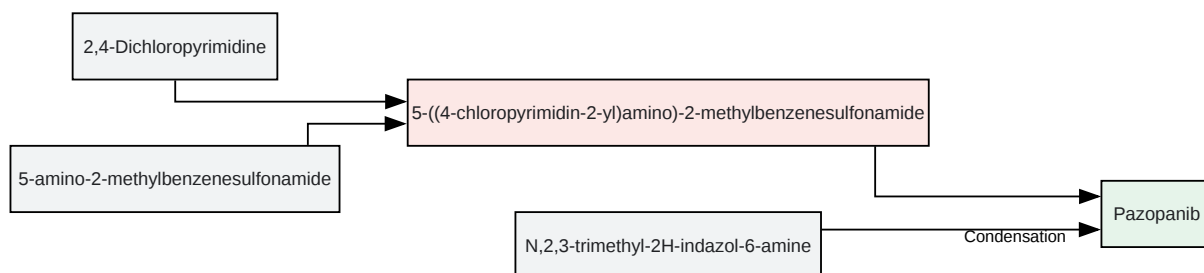 2,4-Dichloropyrimidine
5-((4-chloropyrimidin-2-yl)amino)-2-methylbenzenesulfonamide
5-amino-2-methylbenzenesulfonamide
Pazopanib
N,2,3-trimethyl-2H-indazol-6-amine
Condensation